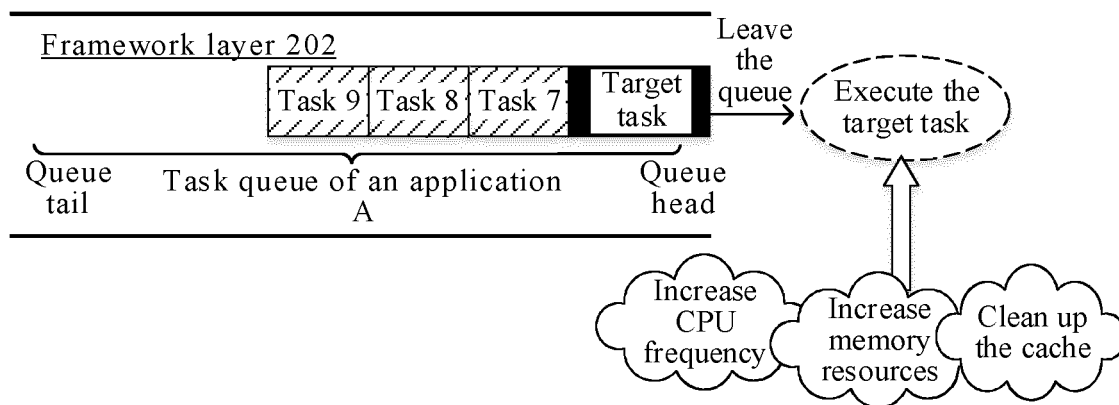 Framework layer 202
Task 9
Task 8
Task 7
Target
task
Leave
the
queue
Execute the
target task
Queue
tail
Task queue of an application
A
Queue
head
Increase
CPU
frequency
Increase
memory
resources
Clean up
the cache